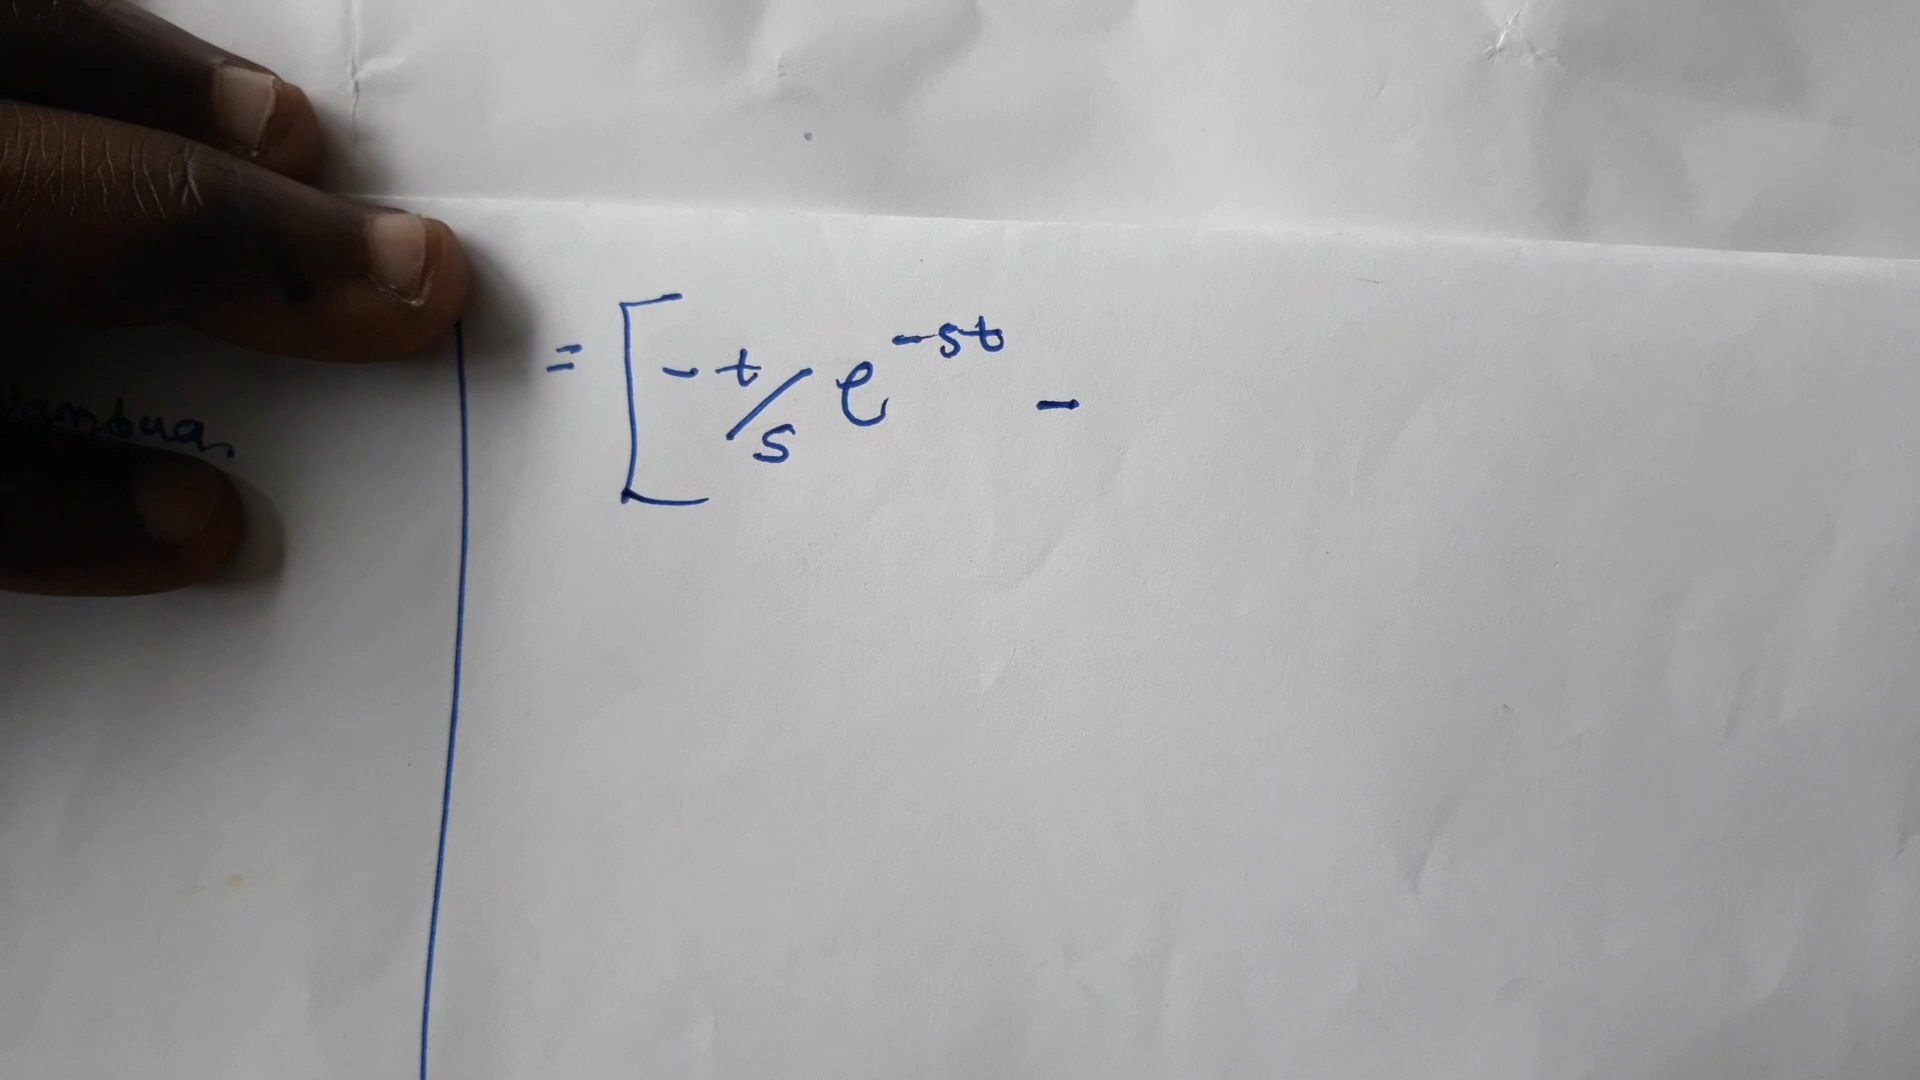 = [ - t/s e^{-st} -